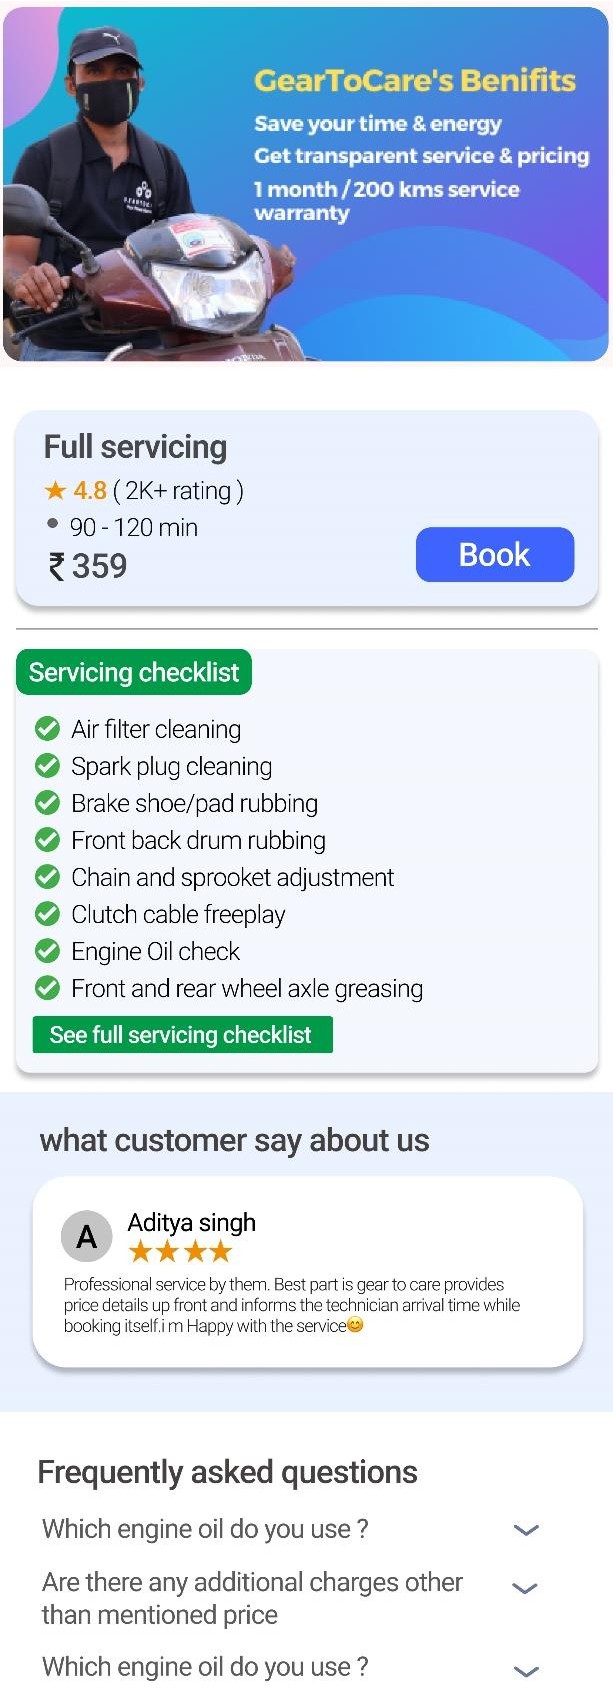 GearToCare's Benifits
Save your time & energy
Get transparent service & pricing
1 month / 200 kms service
warranty
Full servicing
4.8 ( 2K+ rating )
90 - 120 min
₹ 359
Book
Servicing checklist
Air filter cleaning
Spark plug cleaning
Brake shoe/pad rubbing
Front back drum rubbing
Chain and sprooket adjustment
Clutch cable freeplay
Engine Oil check
Front and rear wheel axle greasing
See full servicing checklist
what customer say about us
A
Aditya singh
Professional service by them. Best part is gear to care provides
price details up front and informs the technician arrival time while
booking itself.i m Happy with the service😊
Frequently asked questions
Which engine oil do you use ?
Are there any additional charges other
than mentioned price
Which engine oil do you use ?